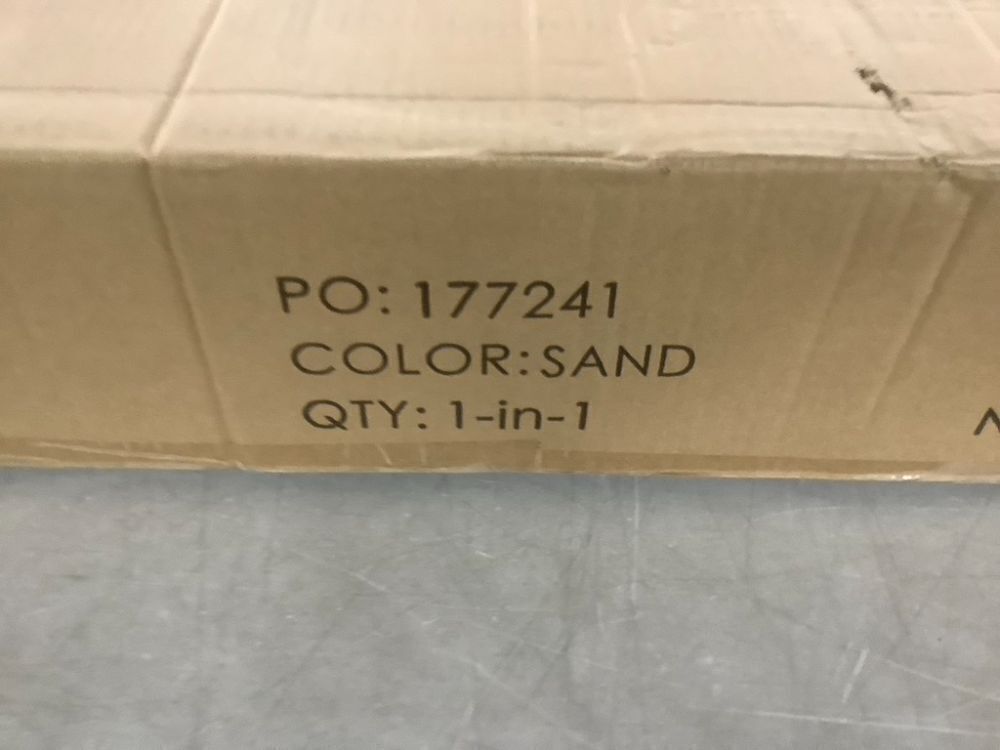 PO: 177241
COLOR:SAND
QTY: 1-in-1